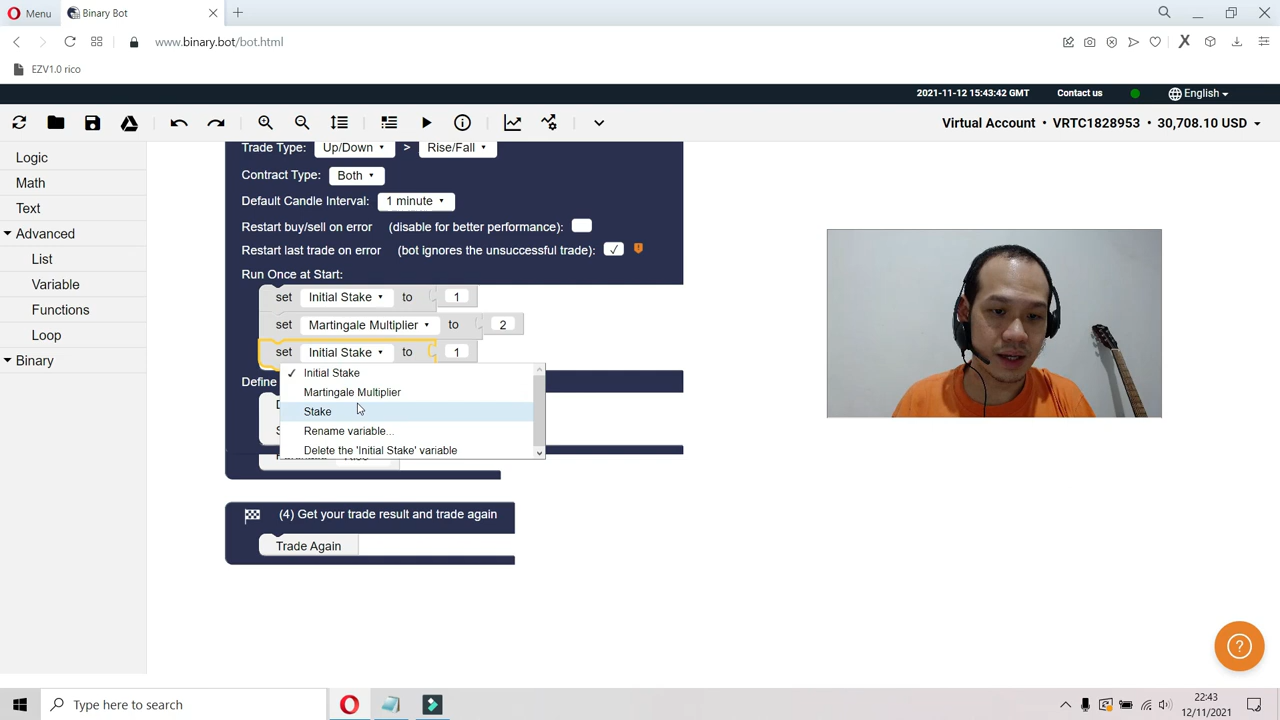 Menu
Binary Bot
www.binary.bot/bot.html
EZV1.0 rico
2021-11-12 15:43:42 GMT
Contact us
English
Virtual Account • VRTC1828953 • 30,708.10 USD
Logic
Math
Text
Advanced
List
Variable
Functions
Loop
Binary
Trade Type: Up/Down > Rise/Fall
Contract Type: Both
Default Candle Interval: 1 minute
Restart buy/sell on error (disable for better performance):
Restart last trade on error (bot ignores the unsuccessful trade): ✓
Run Once at Start:
set Initial Stake to 1
set Martingale Multiplier to 2
set Initial Stake to 1
✓ Initial Stake
Define
Martingale Multiplier
Stake
Rename variable...
Delete the 'Initial Stake' variable
(4) Get your trade result and trade again
Trade Again
?
Type here to search
22:43
12/11/2021